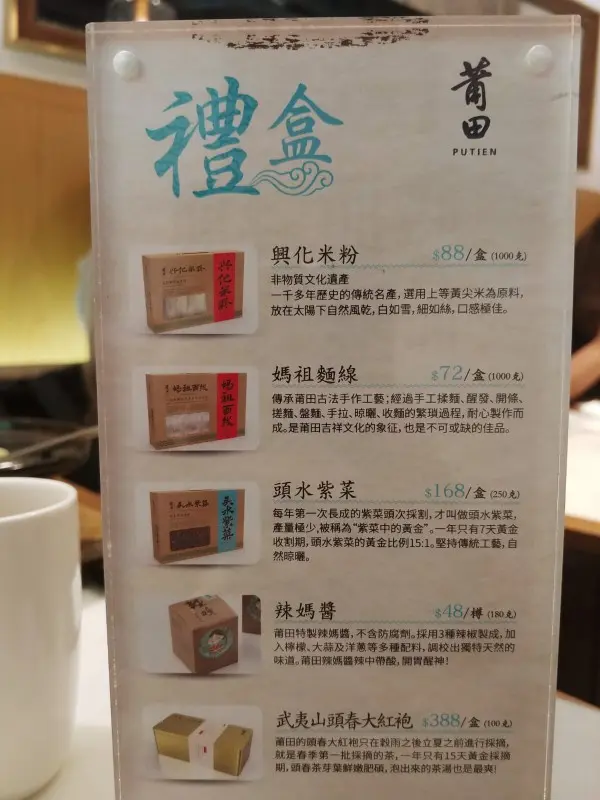 禮盒
莆田
PUTIEN
興化米粉 $88/盒 (1000克)
非物質文化遺產
一千多年歷史的傳統名產，選用上等黃尖米為原料，
放在太陽下自然風乾，白如雪，細如絲，口感極佳。
媽祖麵線 $72/盒 (1000克)
傳承莆田古法手作工藝；經過手工揉麵、醒發、開條、
搓麵、盤麵、手拉、晾曬、收麵的繁瑣過程，耐心製作而
成。是莆田吉祥文化的象征，也是不可或缺的佳品。
頭水紫菜 $168/盒 (250克)
每年第一次長成的紫菜頭次採割，才叫做頭水紫菜，
產量極少，被稱為“紫菜中的黃金”。一年只有7天黃金
收割期，頭水紫菜的黃金比例15:1。堅持傳統工藝，自
然晾曬。
辣媽醬 $48/樽 (180克)
莆田特製辣媽醬，不含防腐劑。採用3種辣椒製成，加
入檸檬、大蒜及洋蔥等多種配料，調校出獨特天然的
味道。莆田辣媽醬辣中帶酸，開胃醒神！
武夷山頭春大紅袍 $388/盒 (100克)
莆田的頭春大紅袍只在穀雨之後立夏之前進行採摘，
就是春季第一批採摘的茶，一年只有15天黃金採摘
期，頭春茶芽葉鮮嫩肥碩，泡出來的茶湯也是最爽！
兴化米粉
妈祖面线
头水紫菜